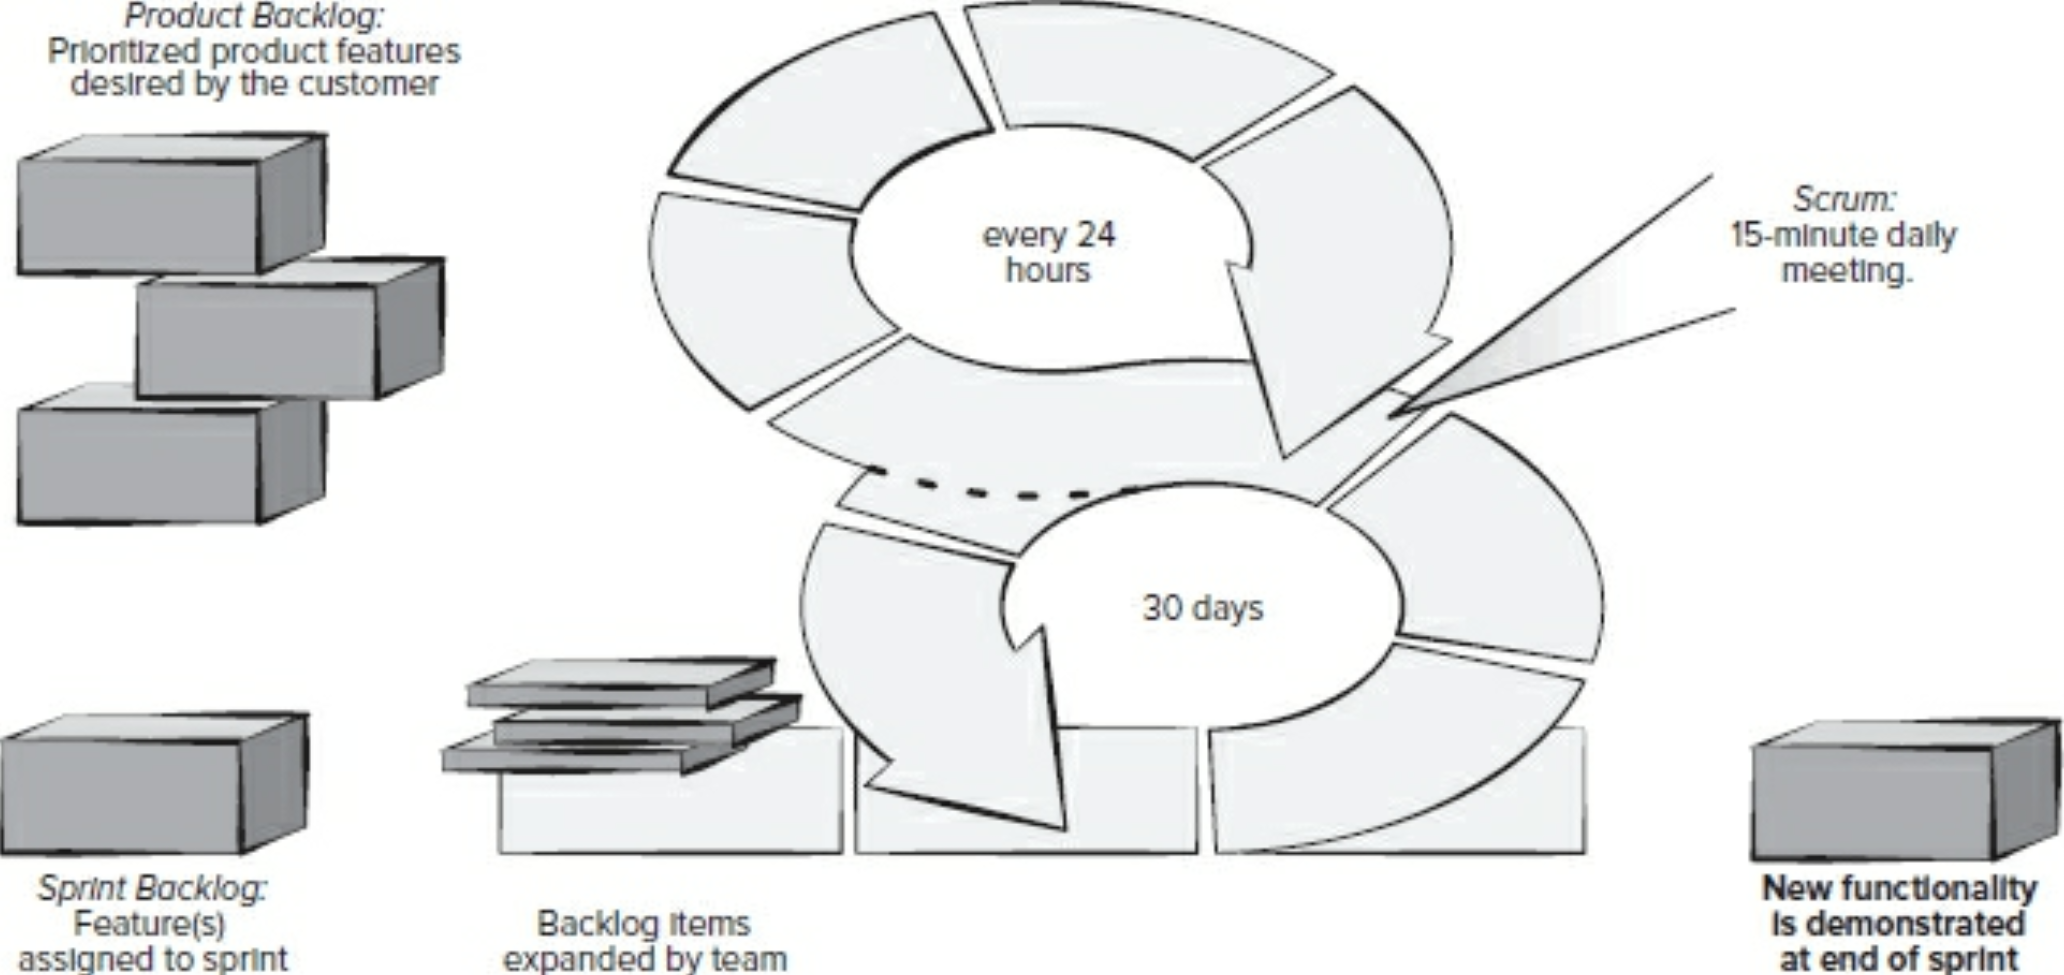 Product Backlog:
Prioritized product features
desired by the customer
every 24
hours
Scrum:
15-minute daily
meeting.
30 days
Sprint Backlog:
Feature(s)
assigned to sprint
Backlog items
expanded by team
New functionality
is demonstrated
at end of sprint